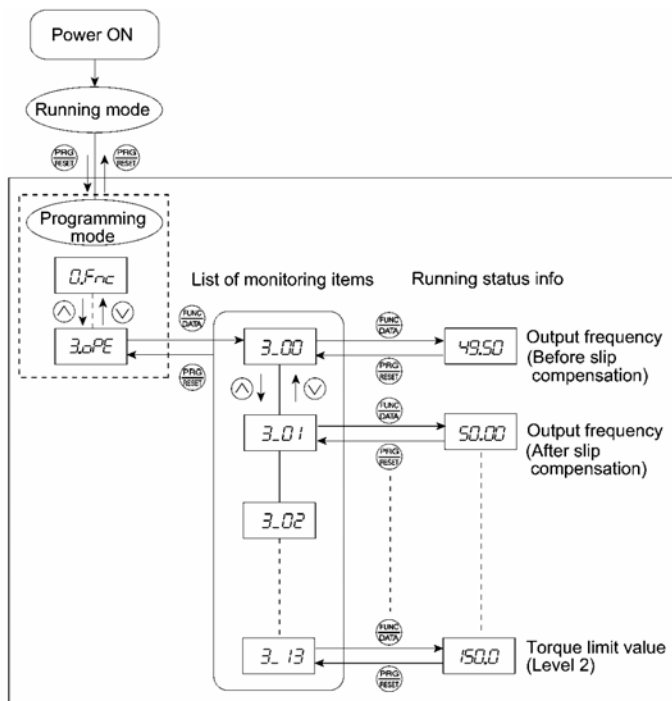 Power ON
Running mode
PRG
RESET
PRG
RESET
Programming
mode
0.Fnc
3.oPE
List of monitoring items
Running status info
FUNC
DATA
PRG
RESET
3_00
FUNC
DATA
PRG
RESET
49.50
Output frequency
(Before slip
compensation)
3_01
FUNC
DATA
PRG
RESET
50.00
Output frequency
(After slip
compensation)
3_02
3_13
FUNC
DATA
PRG
RESET
150.0
Torque limit value
(Level 2)